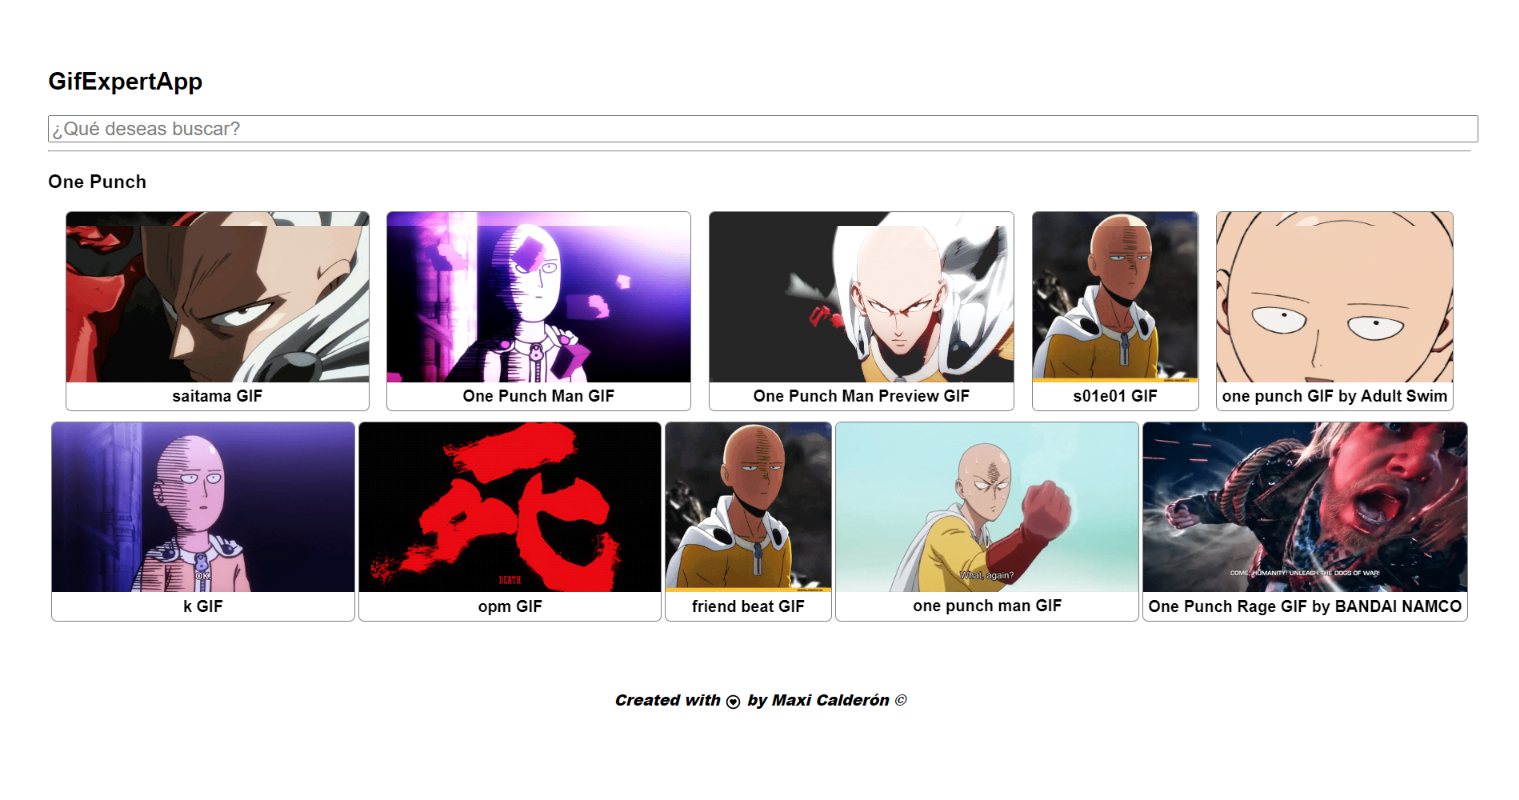 GifExpertApp
¿Qué deseas buscar?
One Punch
saitama GIF
One Punch Man GIF
One Punch Man Preview GIF
s01e01 GIF
one punch GIF by Adult Swim
死
DEATH
OK
What, again?
COME, HUMANITY! UNLEASH THE DOGS OF WAR!
k GIF
opm GIF
friend beat GIF
one punch man GIF
One Punch Rage GIF by BANDAI NAMCO
Created with by Maxi Calderón ©